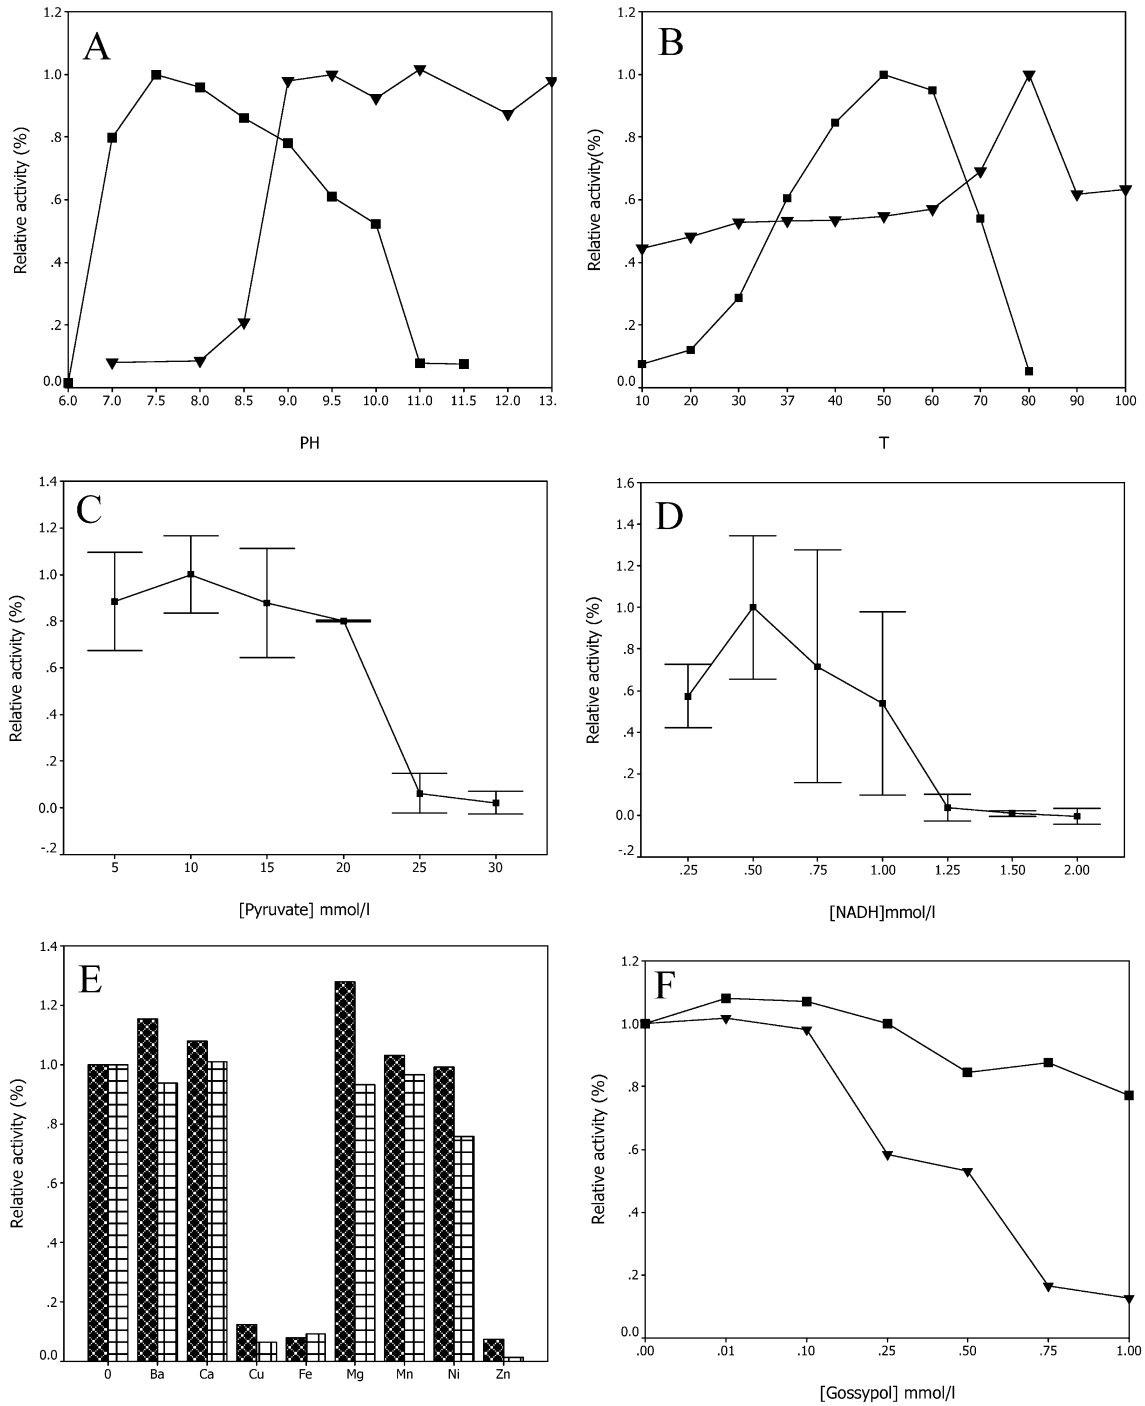 A
1.2
1.0
.8
.6
.4
.2
0.0
Relative activity (%)
6.0 7.0 7.5 8.0 8.5 9.0 9.5 10.0 11.0 11.5 12.0 13.
PH
B
1.2
1.0
.8
.6
.4
.2
0.0
Relative activity(%)
10 20 30 37 40 50 60 70 80 90 100
T
C
1.4
1.2
1.0
.8
.6
.4
.2
0.0
-.2
Relative activity (%)
5 10 15 20 25 30
[Pyruvate] mmol/l
D
1.6
1.4
1.2
1.0
.8
.6
.4
.2
0.0
-.2
Relative activity (%)
.25 .50 .75 1.00 1.25 1.50 2.00
[NADH]mmol/l
E
1.4
1.2
1.0
.8
.6
.4
.2
0.0
Relative activity (%)
0 Ba Ca Cu Fe Mg Mn Ni Zn
F
1.2
1.0
.8
.6
.4
.2
0.0
Relative activity (%)
.00 .01 .10 .25 .50 .75 1.00
[Gossypol] mmol/l